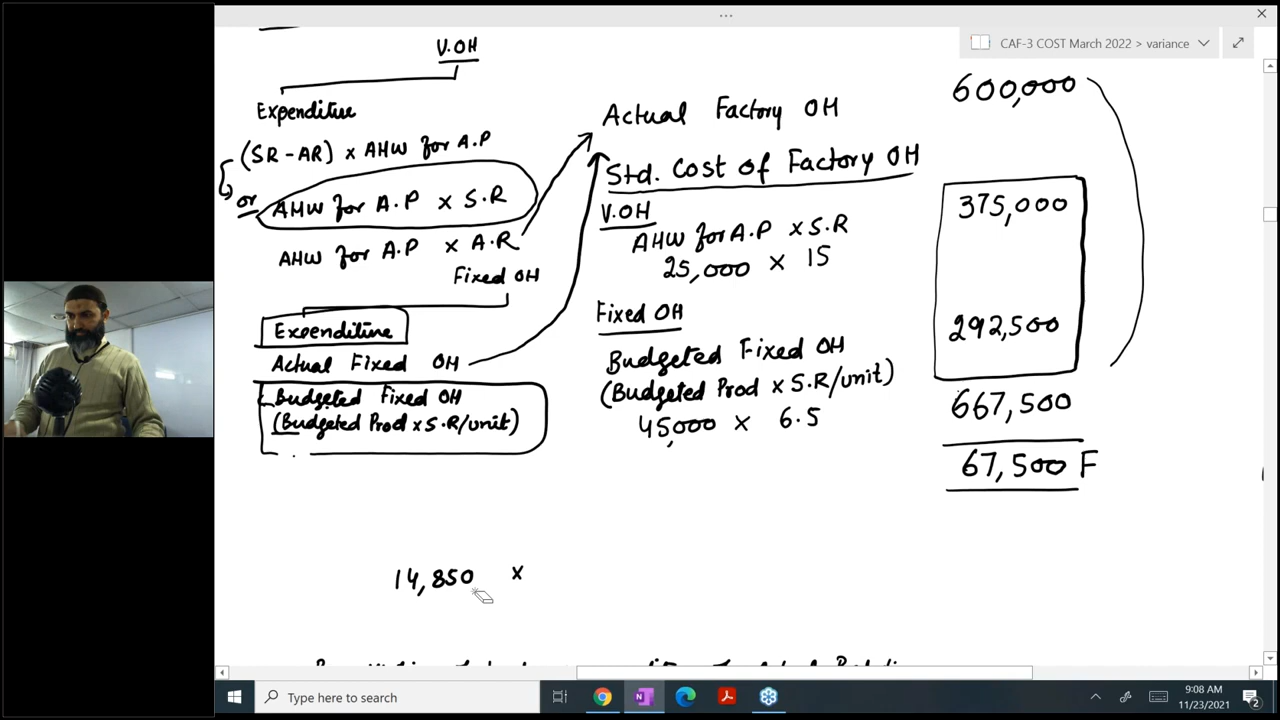 CAF-3 COST March 2022 > variance
V.OH
Expenditure
(SR-AR) x AHW for A.P
or AHW for A.P x S.R
AHW for A.P x A.R
Fixed OH
Expenditure
Actual Fixed OH
Budgeted Fixed OH
(Budgeted Prod x S.R/unit)
Actual Factory OH
Std. Cost of Factory OH
V.OH
AHW for A.P x S.R
25,000 x 15
Fixed OH
Budgeted Fixed OH
(Budgeted Prod x S.R/unit)
45,000 x 6.5
600,000
375,000
292,500
667,500
67,500 F
14,850 x
Type here to search
9:08 AM
11/23/2021
2